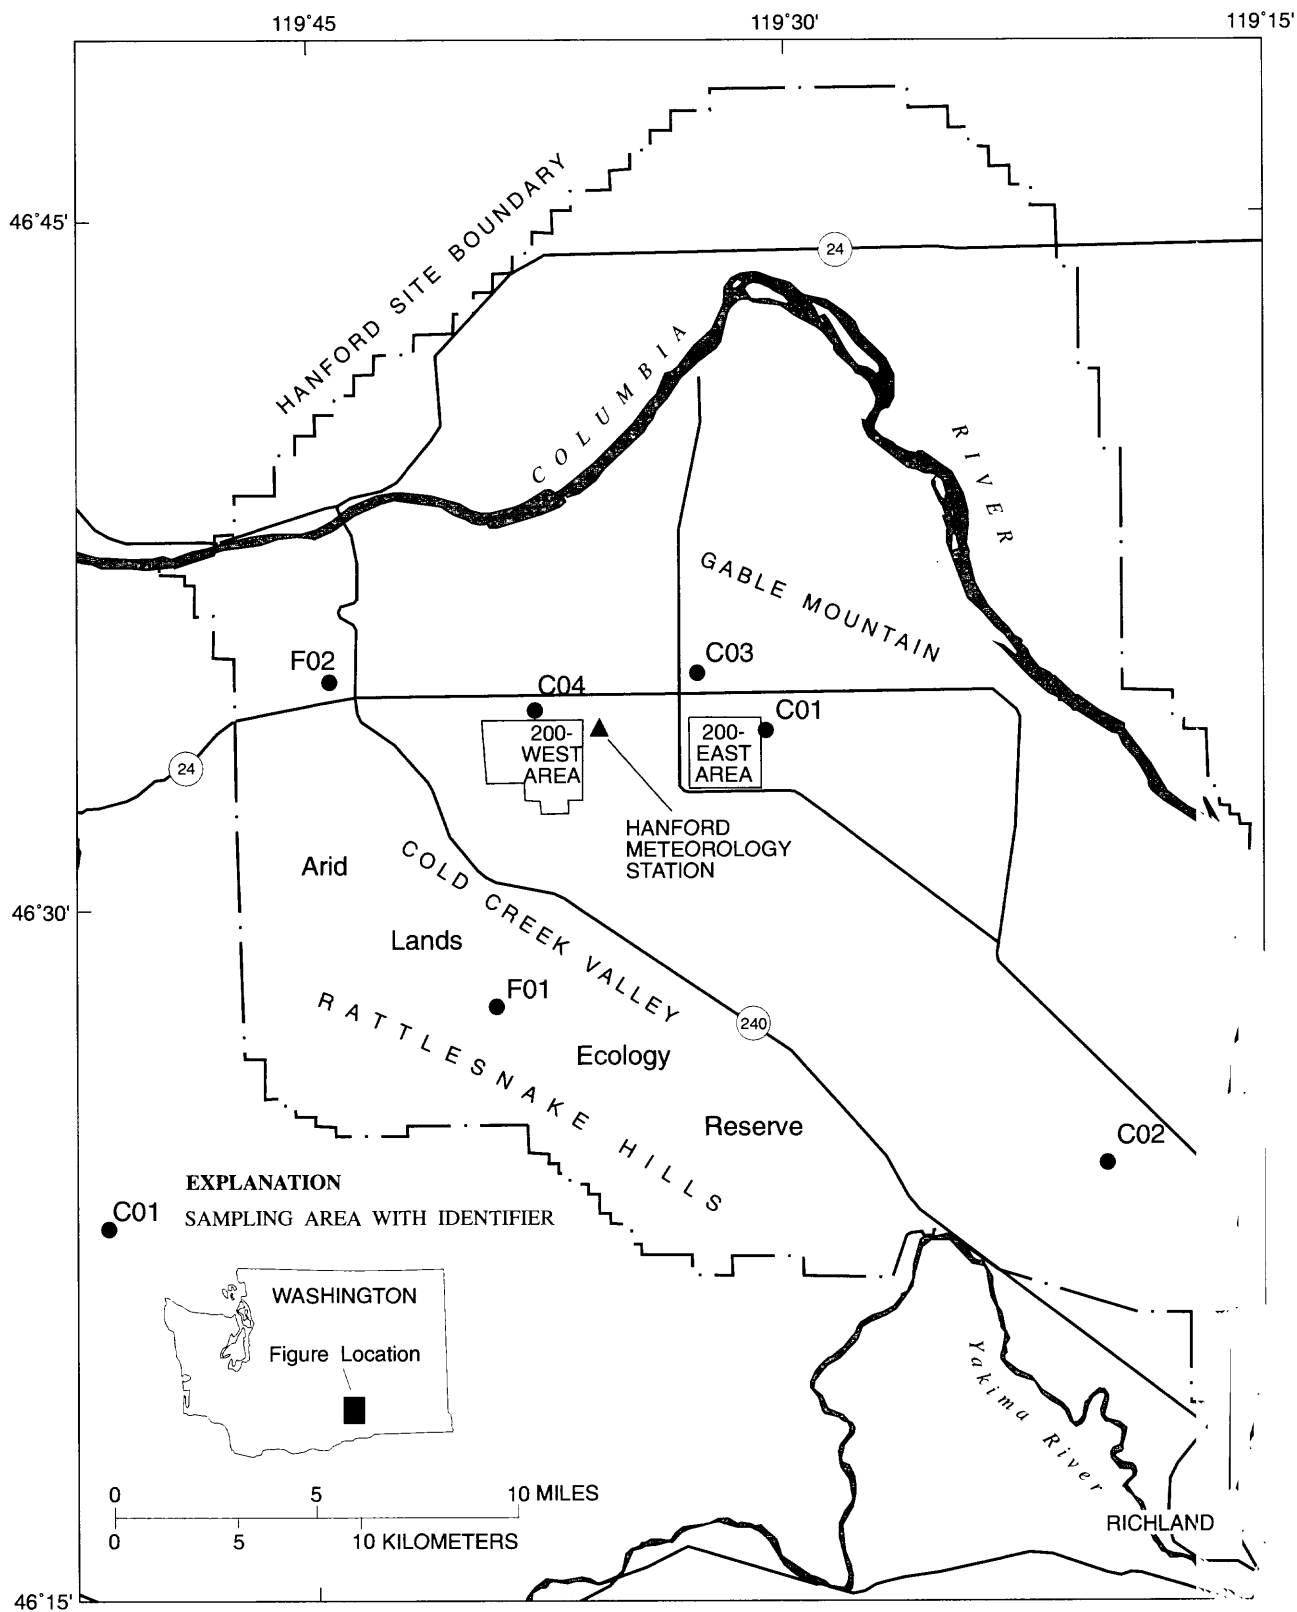 119°45
119°30'
119°15'
46°45'
HANFORD SITE BOUNDARY
24
COLUMBIA
RIVER
GABLE MOUNTAIN
F02
C03
C04
C01
200-
WEST
AREA
200-
EAST
AREA
24
HANFORD
METEOROLOGY
STATION
Arid
COLD CREEK VALLEY
46°30'
Lands
F01
RATTLESNAKE HILLS
240
Ecology
Reserve
C02
EXPLANATION
C01
SAMPLING AREA WITH IDENTIFIER
WASHINGTON
Figure Location
Yakima River
0 5 10 MILES
0 5 10 KILOMETERS
RICHLAND
46°15'